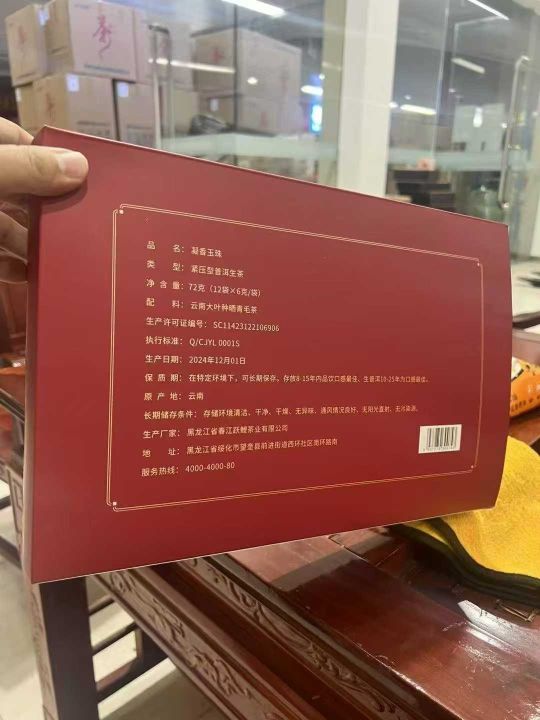 品 名：凝香玉珠
类 型：紧压型普洱生茶
净 含 量：72克（12袋×6克/袋）
配 料：云南大叶种晒青毛茶
生产许可证编号：SC11423122106906
执行标准：Q/CJYL 0001S
生产日期：2024年12月01日
保 质 期：在特定环境下，可长期保存。存放8-15年内品饮口感最佳、生普洱10-25年为口感最佳。
原 产 地：云南
长期储存条件：存储环境清洁、干净、干燥、无异味、通风情况良好、无阳光直射、无污染源。
生产厂家：黑龙江省春江跃鲤茶业有限公司
地 址：黑龙江省绥化市望奎县前进街道西环社区南环路南
服务热线：4000-4000-80